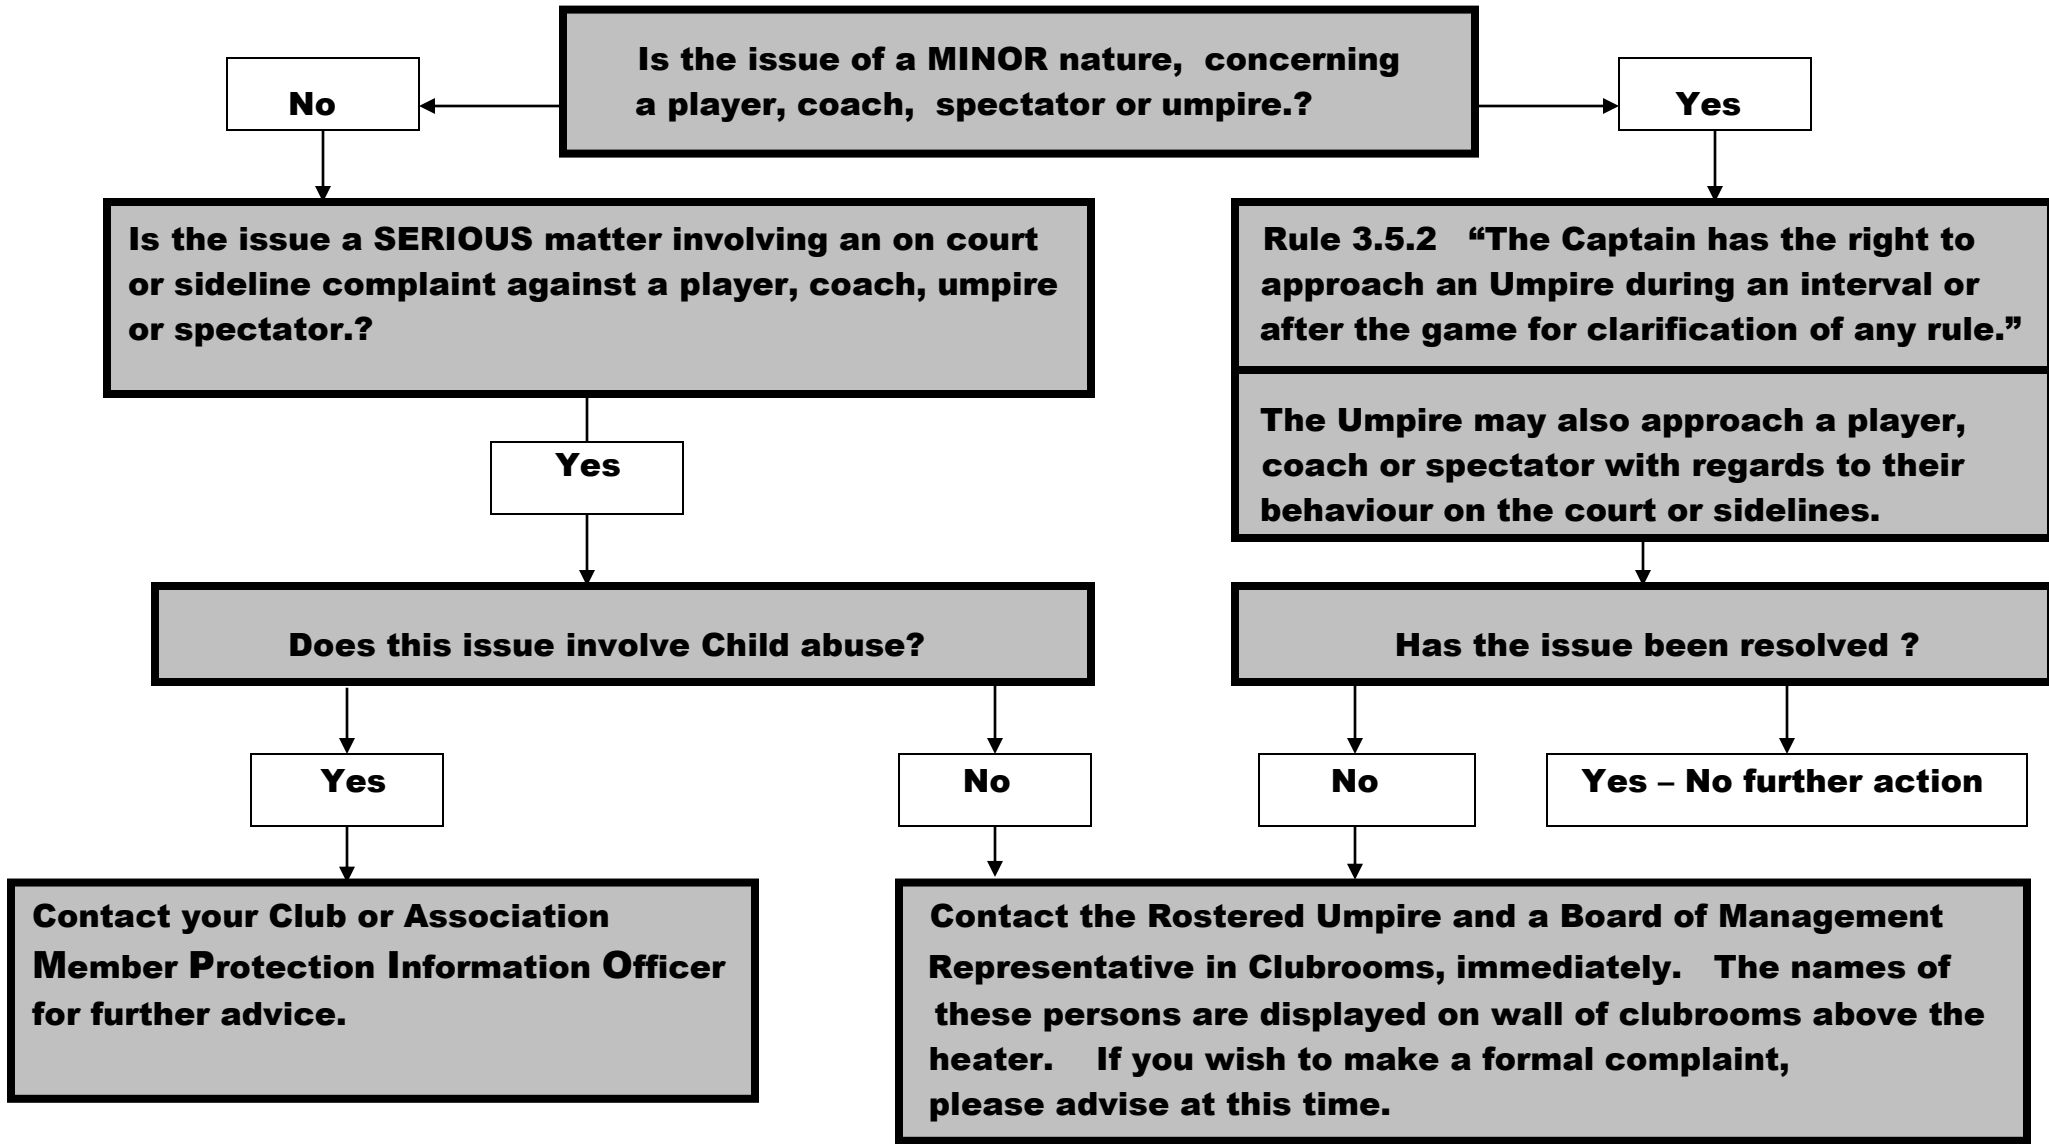 Is the issue of a MINOR nature, concerning
a player, coach, spectator or umpire.?
No
Yes
Is the issue a SERIOUS matter involving an on court
or sideline complaint against a player, coach, umpire
or spectator.?
Rule 3.5.2 “The Captain has the right to
approach an Umpire during an interval or
after the game for clarification of any rule.”
The Umpire may also approach a player,
coach or spectator with regards to their
behaviour on the court or sidelines.
Yes
Does this issue involve Child abuse?
Has the issue been resolved ?
Yes
No
No
Yes – No further action
Contact your Club or Association
Member Protection Information Officer
for further advice.
Contact the Rostered Umpire and a Board of Management
Representative in Clubrooms, immediately. The names of
these persons are displayed on wall of clubrooms above the
heater. If you wish to make a formal complaint,
please advise at this time.